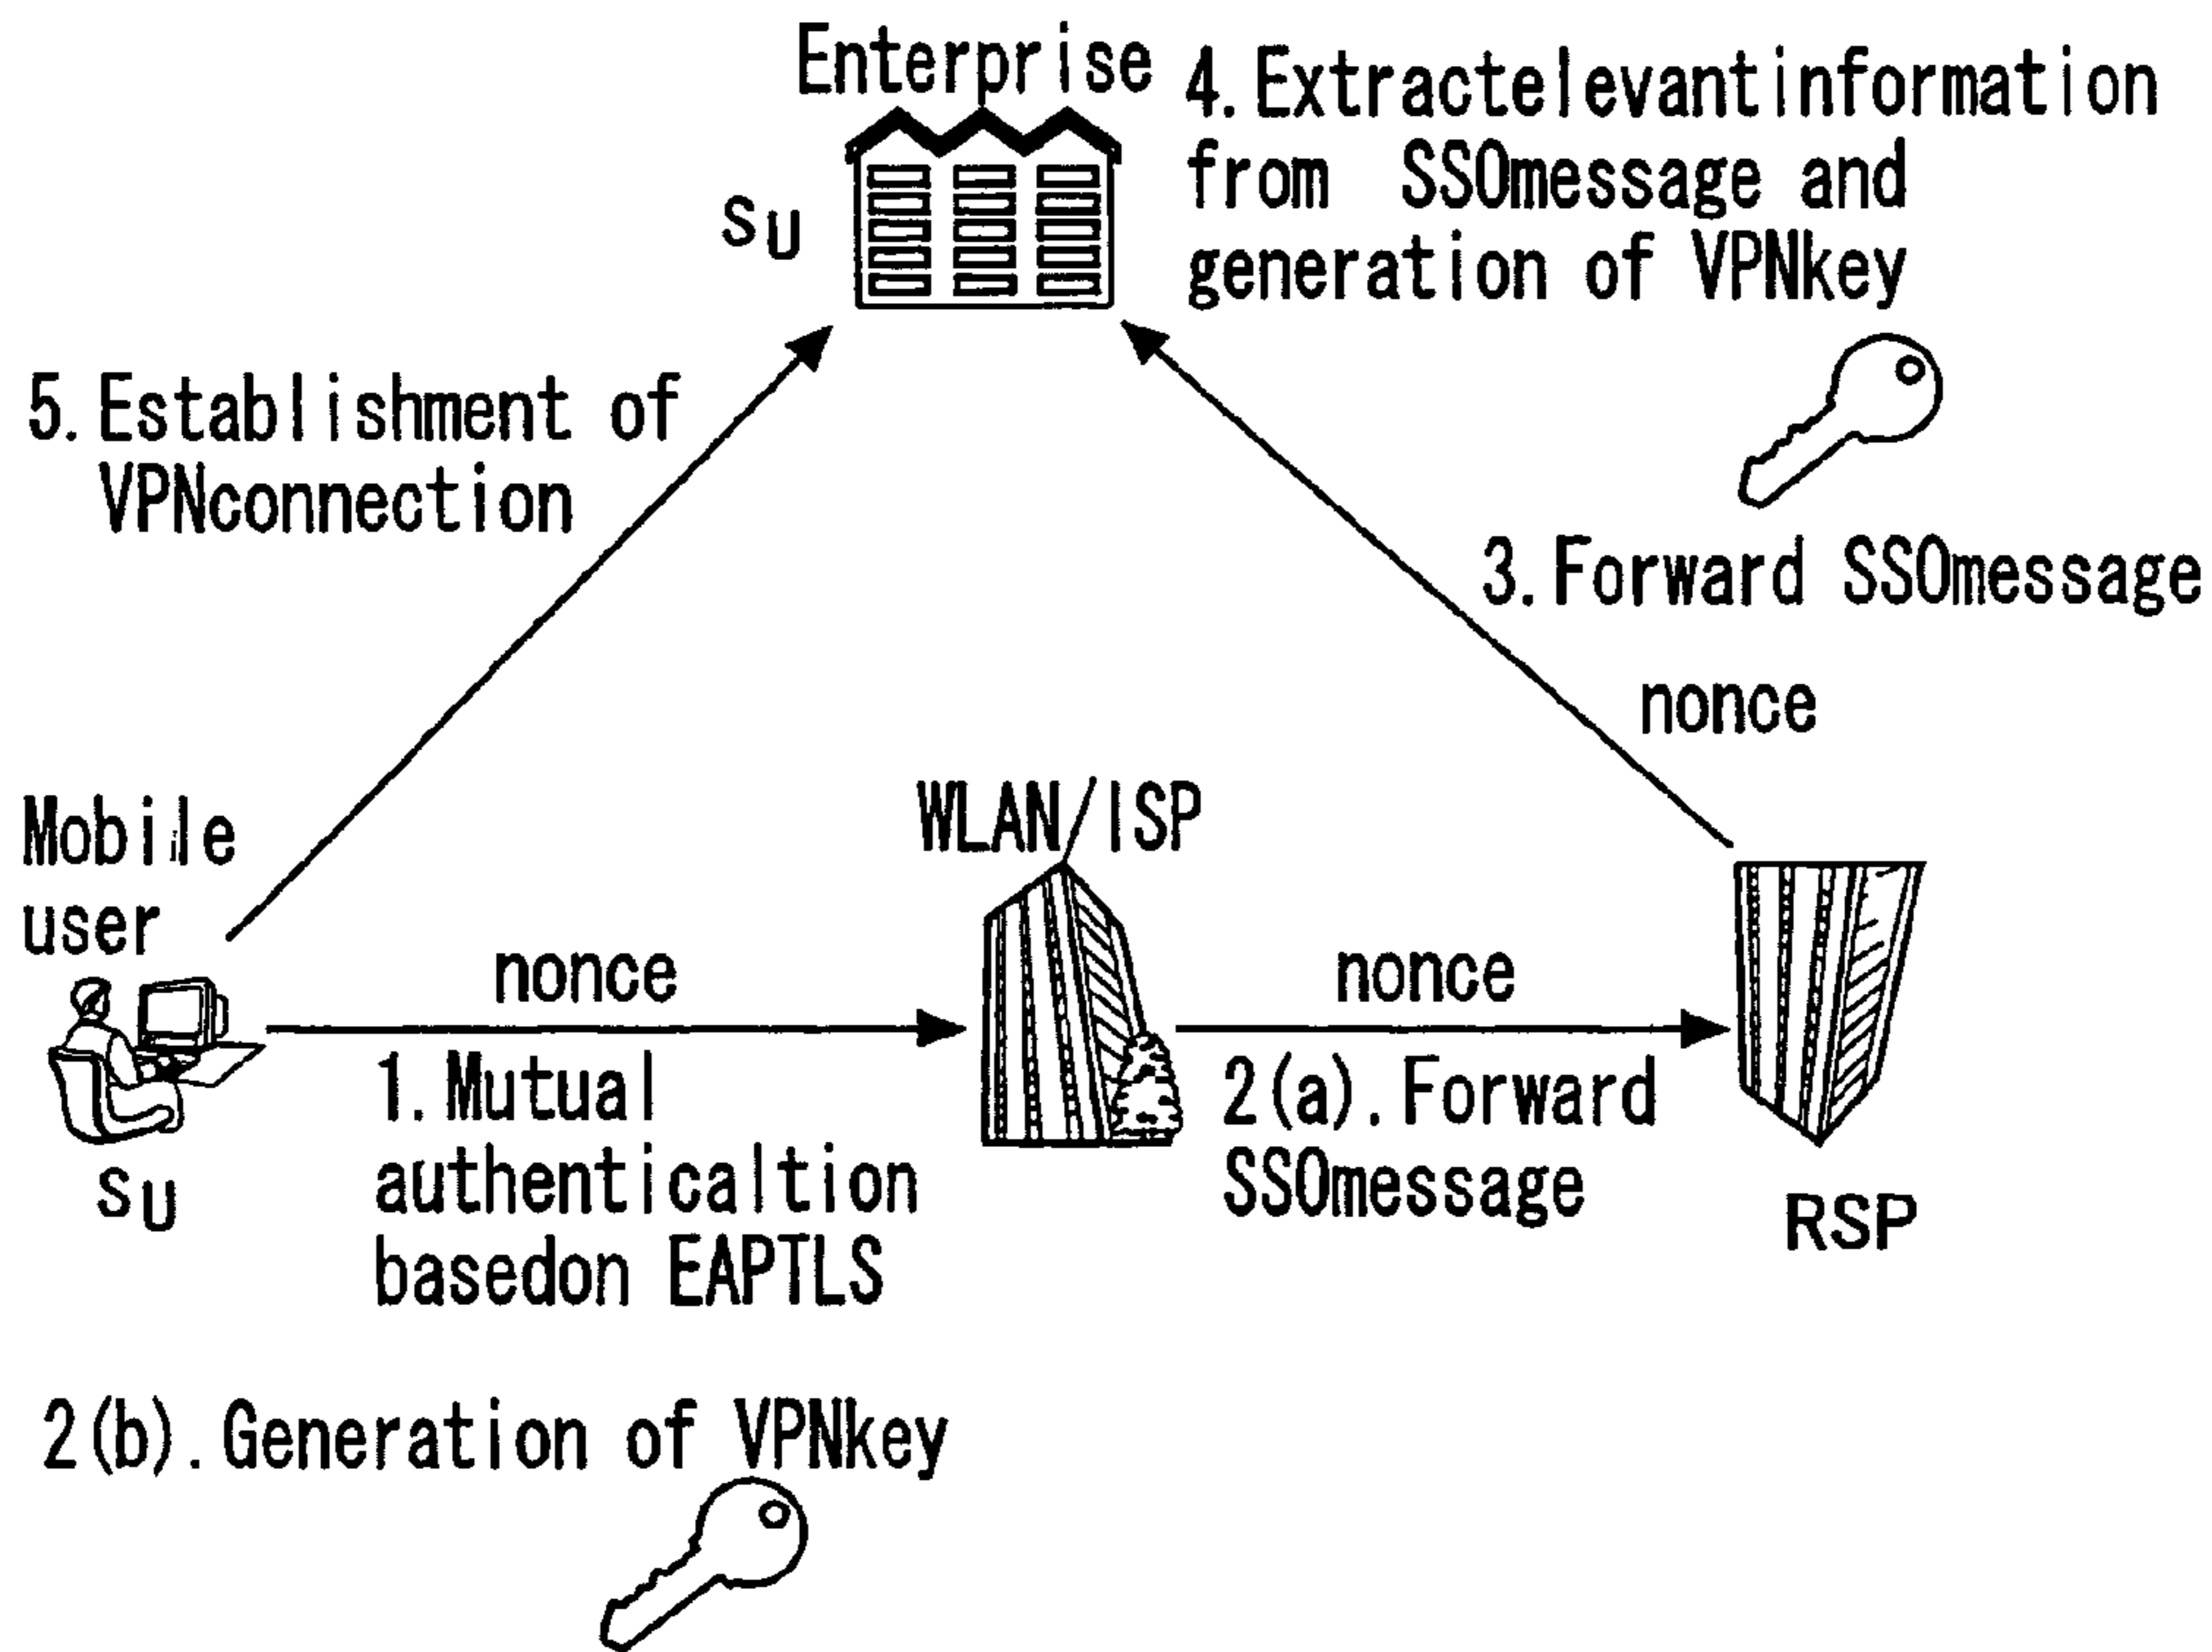 Enterprise
4.Extractelevantinformation
from SSOmessage and
generation of VPNkey
sU
5.Establishment of
VPNconnection
3.Forward SSOmessage
nonce
Mobile
user
WLAN/ISP
nonce
nonce
1.Mutual
authenticaltion
basedon EAPTLS
2(a).Forward
SSOmessage
sU
RSP
2(b).Generation of VPNkey